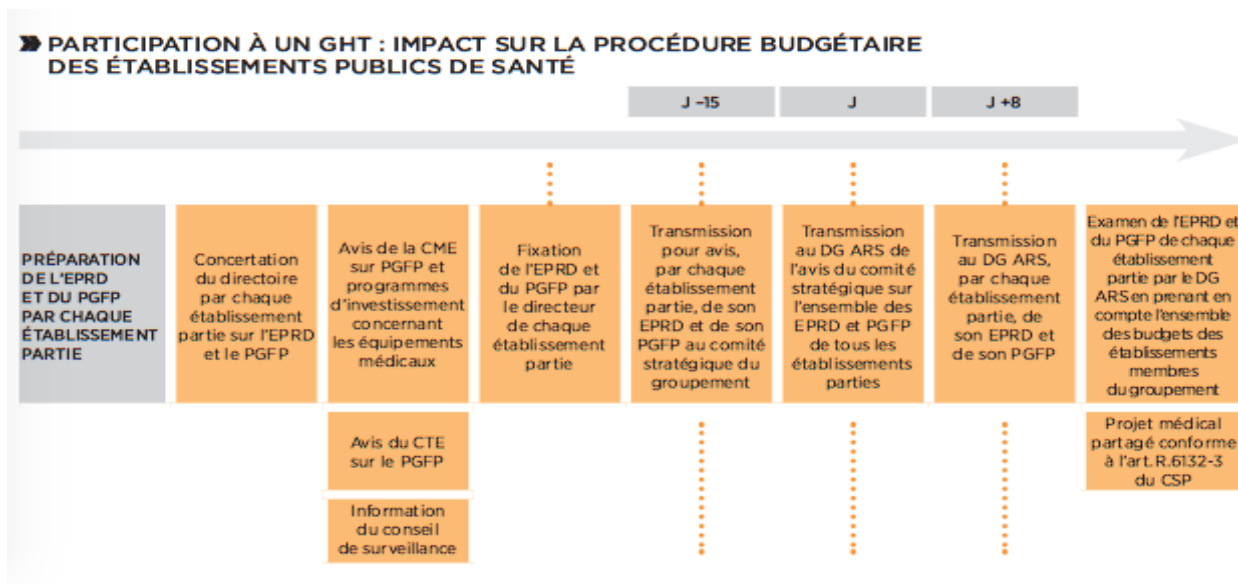 PARTICIPATION À UN GHT : IMPACT SUR LA PROCÉDURE BUDGÉTAIRE
DES ÉTABLISSEMENTS PUBLICS DE SANTÉ
J –15
J
J +8
PRÉPARATION
DE L'EPRD
ET DU PGFP
PAR CHAQUE
ÉTABLISSEMENT
PARTIE
Concertation
du directoire
par chaque
établissement
partie sur l'EPRD
et le PGFP
Avis de la CME
sur PGFP et
programmes
d'investissement
concernant
les équipements
médicaux
Fixation
de l'EPRD et
du PGFP par
le directeur
de chaque
établissement
partie
Transmission
pour avis,
par chaque
établissement
partie, de son
EPRD et de son
PGFP au comité
stratégique du
groupement
Transmission
au DG ARS de
l'avis du comité
stratégique sur
l'ensemble des
EPRD et PGFP
de tous les
établissements
parties
Transmission
au DG ARS,
par chaque
établissement
partie, de
son EPRD et
de son PGFP
Examen de l'EPRD et
du PGFP de chaque
établissement
partie par le DG
ARS en prenant en
compte l'ensemble
des budgets des
établissements
membres
du groupement
Avis du CTE
sur le PGFP
Projet médical
partagé conforme
à l'art.R.6132-3
du CSP
Information
du conseil
de surveillance